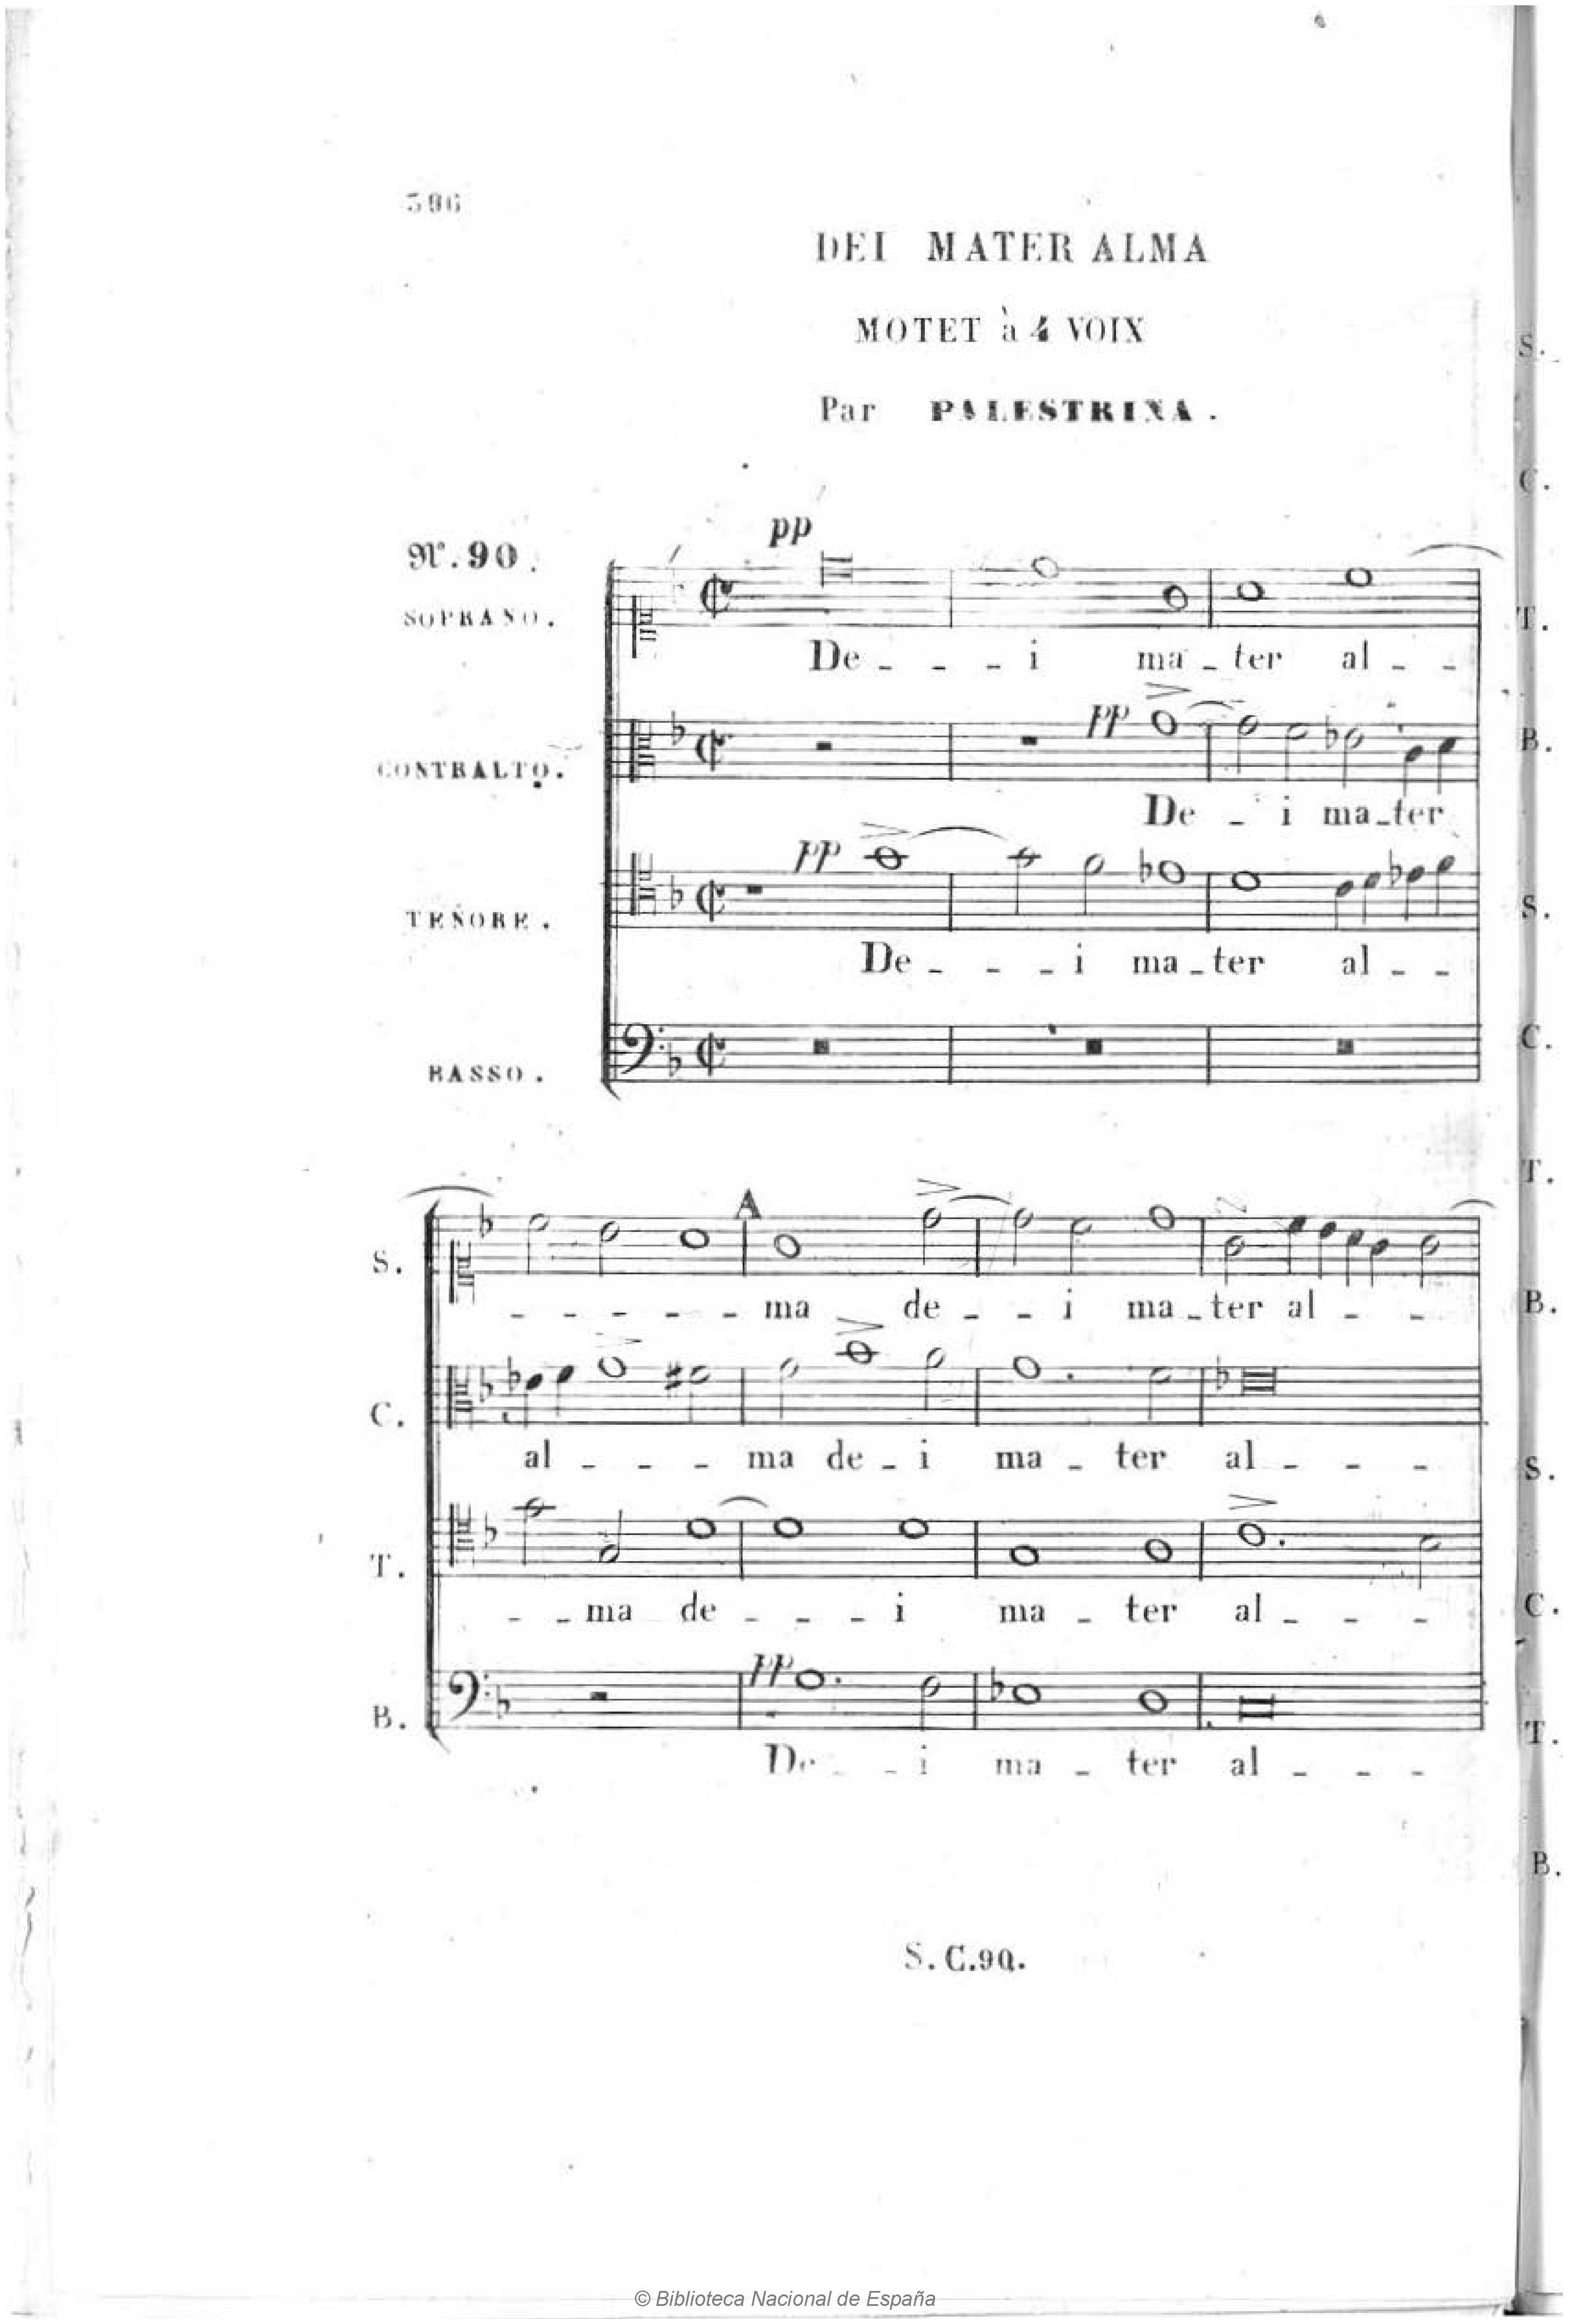 396
DEI MATER ALMA
MOTET à 4 VOIX
Par PALESTRINA.
Nº. 90.
pp
SOPRANO.
De - - - i ma - ter al - -
pp
CONTRALTO.
De - i ma - ter
pp
TENORE.
De - - - i ma - ter al - -
BASSO.
A
S.
- - - - - ma de - - i ma - ter al - -
C.
al - - - ma de - i ma - ter al - - -
T.
- - ma de - - - i ma - ter al - - -
pp
B.
De - - i ma - ter al - - -
S. C. 90.
S.
C.
T.
B.
S.
C.
T.
B.
S.
C.
T.
B.
© Biblioteca Nacional de España